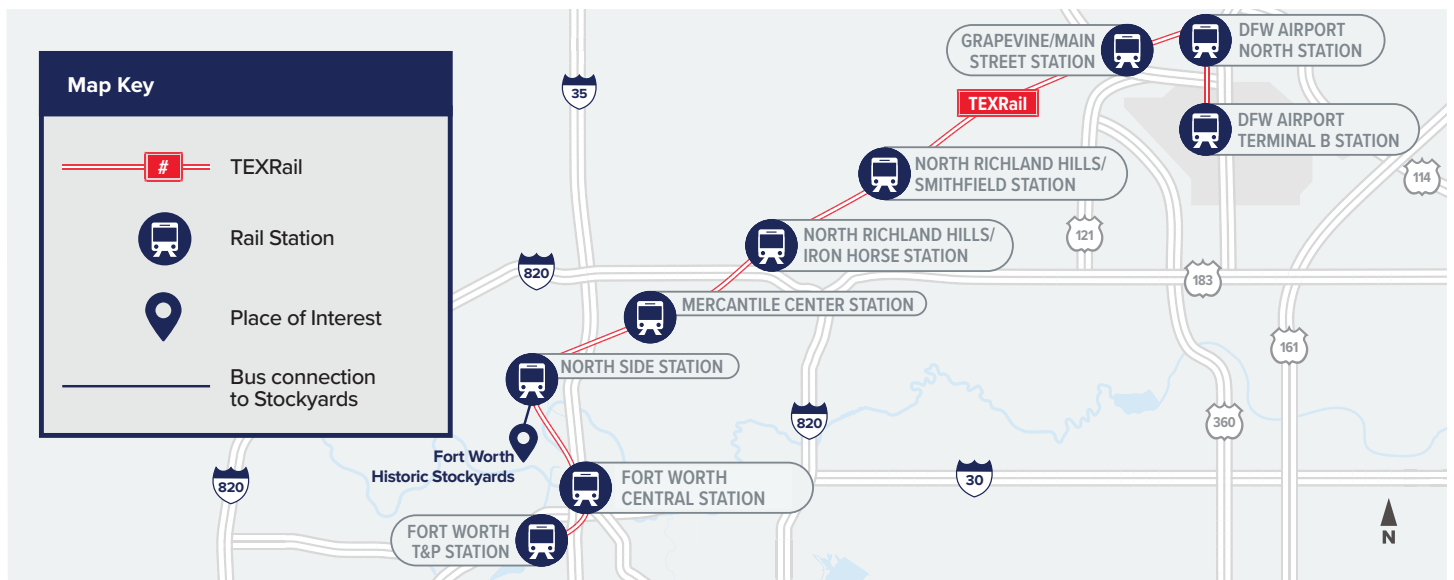 Map Key
#
TEXRail
Rail Station
Place of Interest
Bus connection
to Stockyards
GRAPEVINE/MAIN
STREET STATION
DFW AIRPORT
NORTH STATION
TEXRail
DFW AIRPORT
TERMINAL B STATION
NORTH RICHLAND HILLS/
SMITHFIELD STATION
NORTH RICHLAND HILLS/
IRON HORSE STATION
MERCANTILE CENTER STATION
NORTH SIDE STATION
Fort Worth
Historic Stockyards
FORT WORTH
CENTRAL STATION
FORT WORTH
T&P STATION
35
114
121
820
183
161
820
360
820
30
N